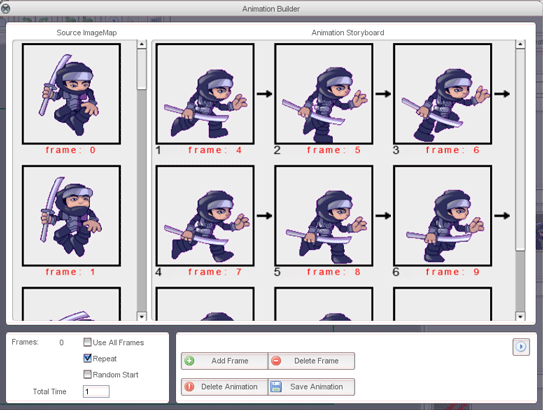 Animation Builder
Source ImageMap
Animation Storyboard
frame: 0
1 frame: 4
2 frame: 5
3 frame: 6
frame: 1
4 frame: 7
5 frame: 8
6 frame: 9
Frames: 0
Use All Frames
Repeat
Random Start
Total Time 1
Add Frame
Delete Frame
Delete Animation
Save Animation